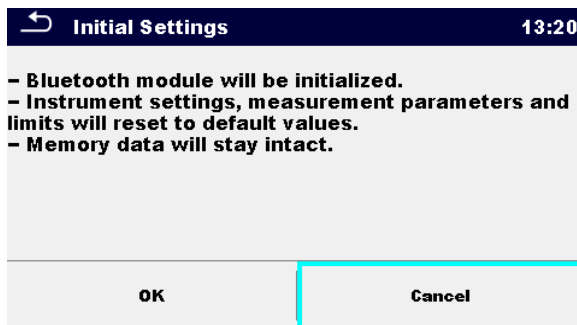 Initial Settings 13:20
– Bluetooth module will be initialized.
– Instrument settings, measurement parameters and
limits will reset to default values.
– Memory data will stay intact.
OK Cancel